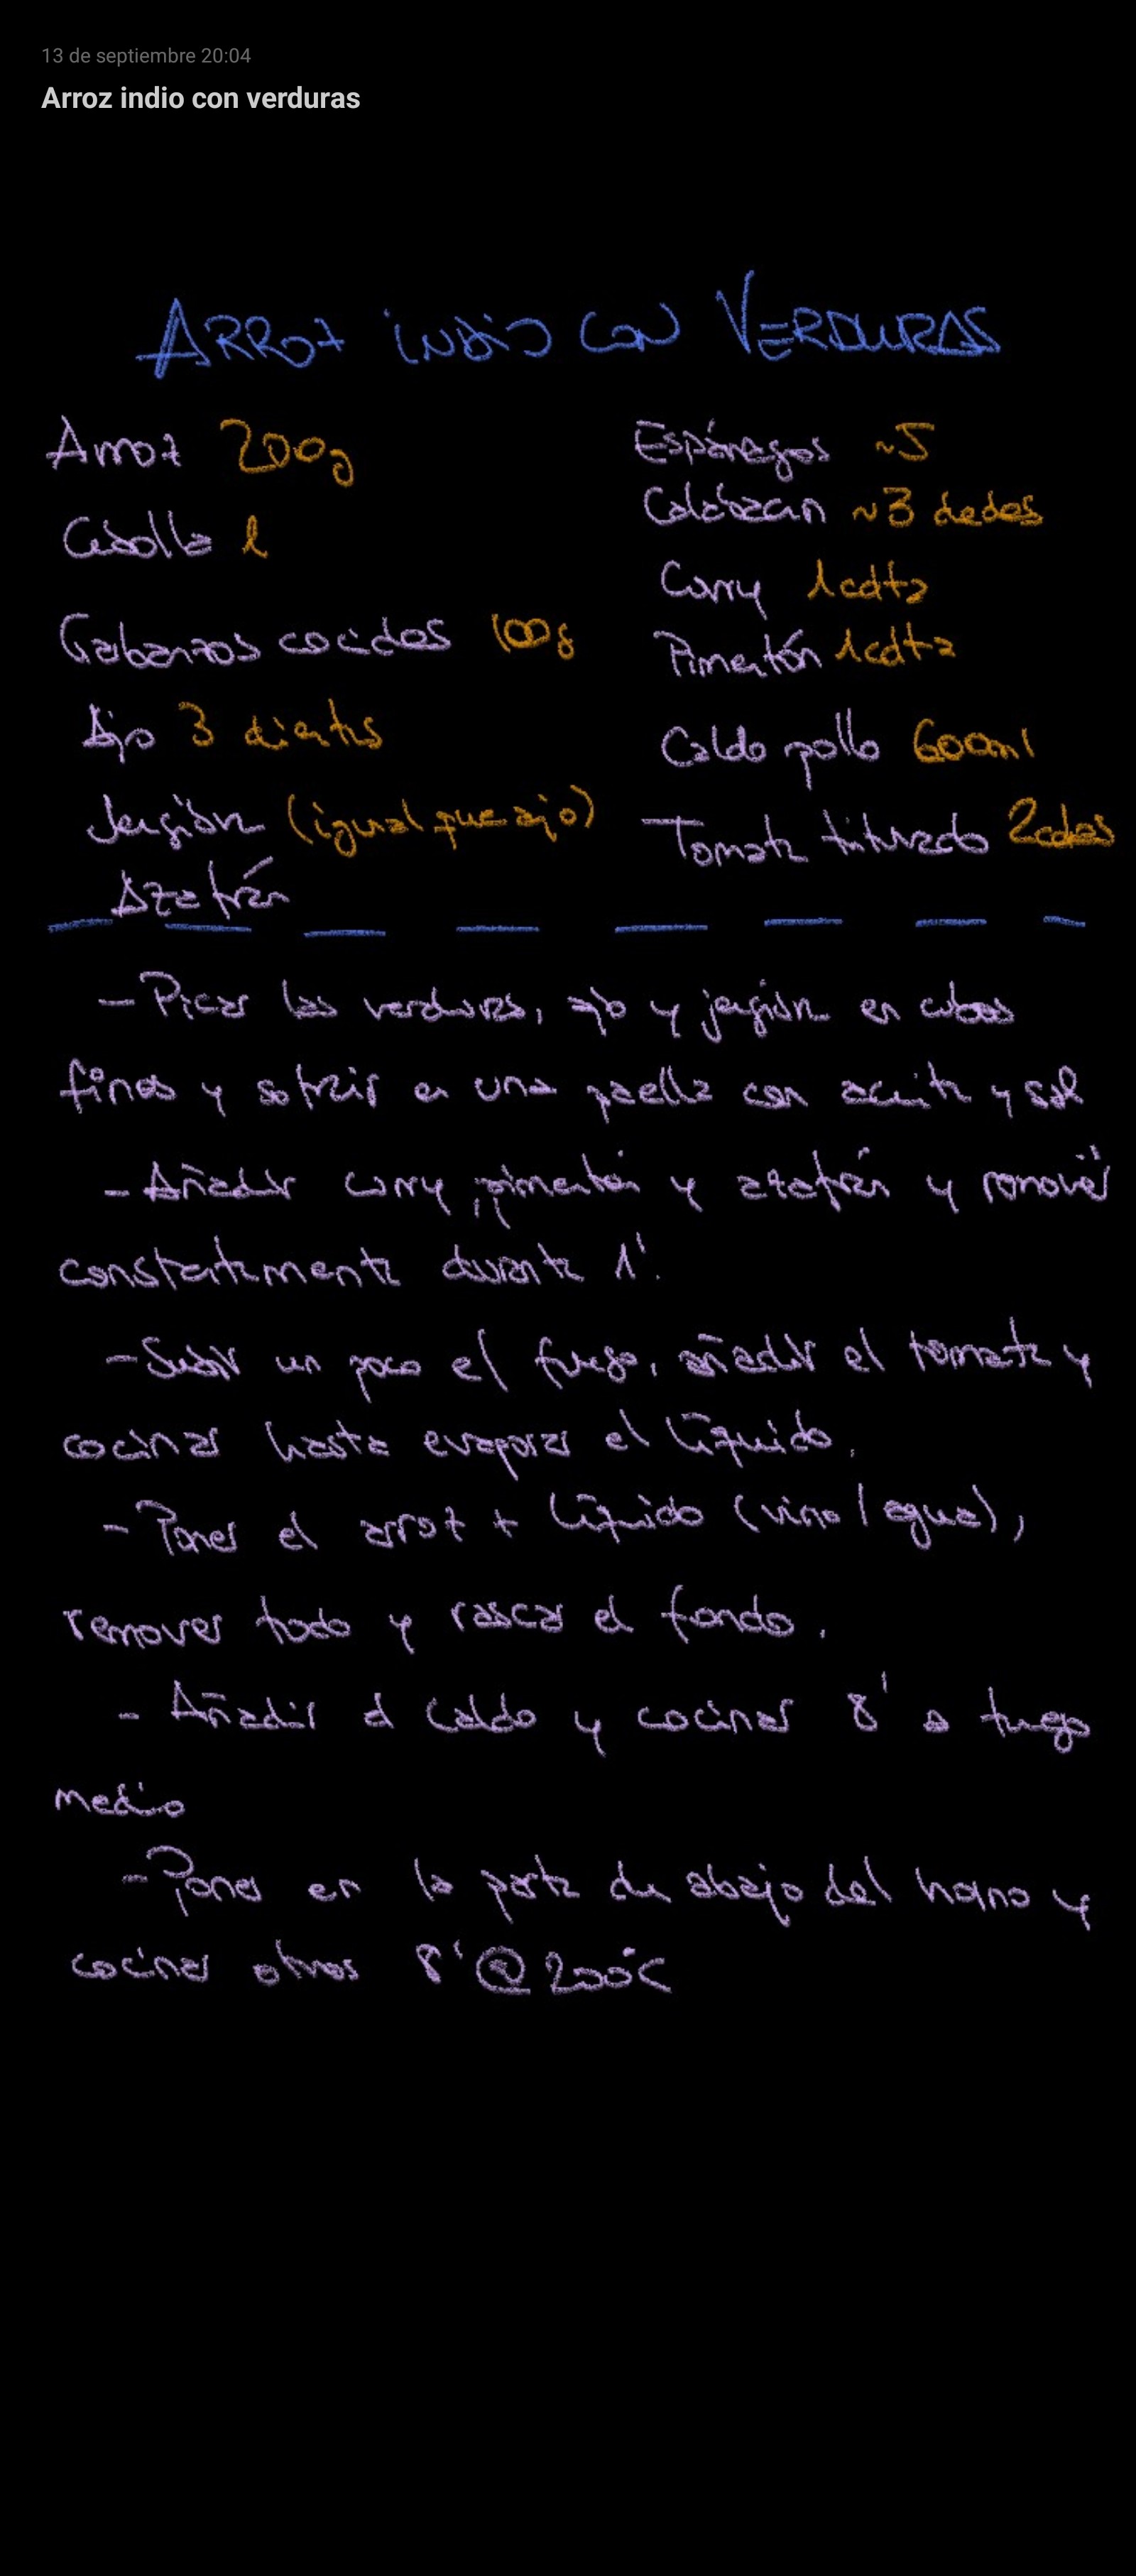 13 de septiembre 20:04
Arroz indio con verduras
ARROZ INDIO CON VERDURAS
Arroz 200g
Cebolla 1
Garbanzos cocidos 100g
Ajo 3 dientes
Jengibre (igual que ajo)
Azafrán
Espárragos ~5
Calabacín ~3 dedos
Curry 1cdta
Pimentón 1cdta
Caldo pollo 600ml
Tomate triturado 2cdas
- Picar las verduras, ajo y jengibre en cubos
finos y sofreir en una paella con aceite y sal
- Añadir curry, pimentón y azafrán y remover
constantemente durante 1'.
- Subir un poco el fuego, añadir el tomate y
cocinar hasta evaporar el líquido.
- Poner el arroz + líquido (vino/agua),
remover todo y rascar el fondo.
- Añadir el caldo y cocinar 8' a fuego
medio
- Poner en la parte de abajo del horno y
cocinar otros 8' @ 200°C